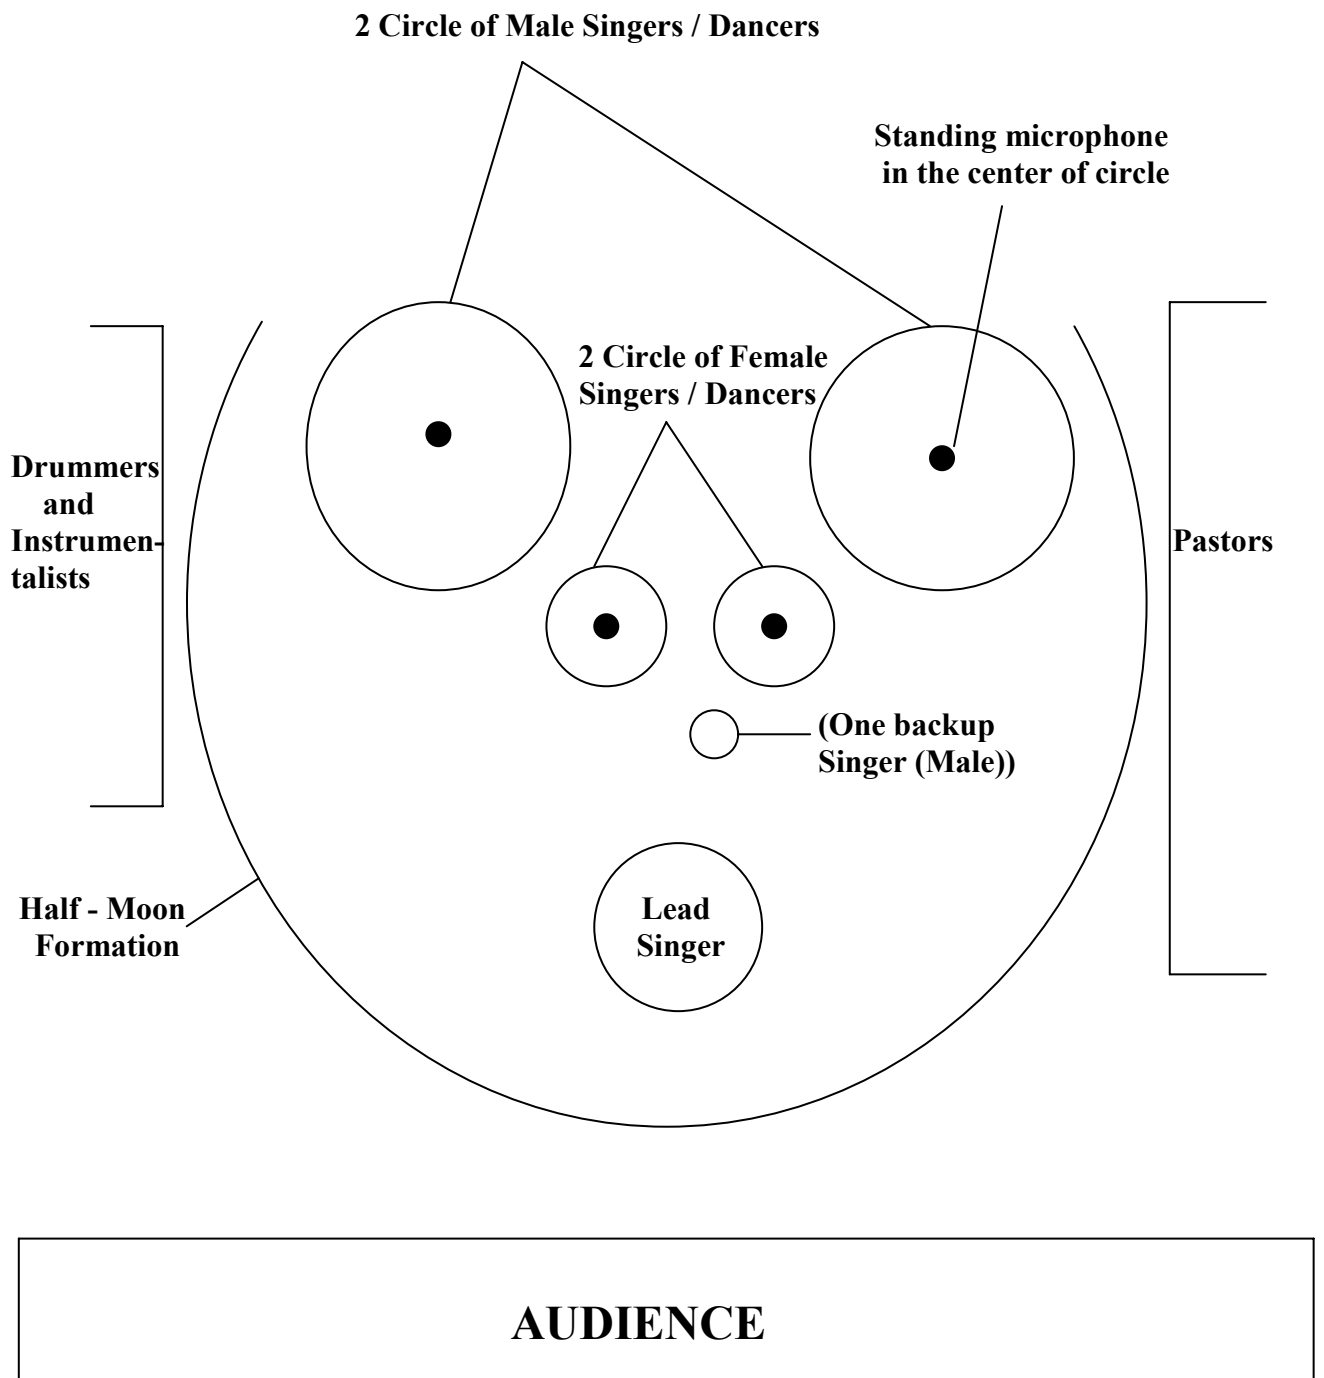 2 Circle of Male Singers / Dancers
Standing microphone
in the center of circle
2 Circle of Female
Singers / Dancers
Drummers
and
Instrumen-
talists
Pastors
(One backup
Singer (Male))
Half - Moon
Formation
Lead
Singer
AUDIENCE